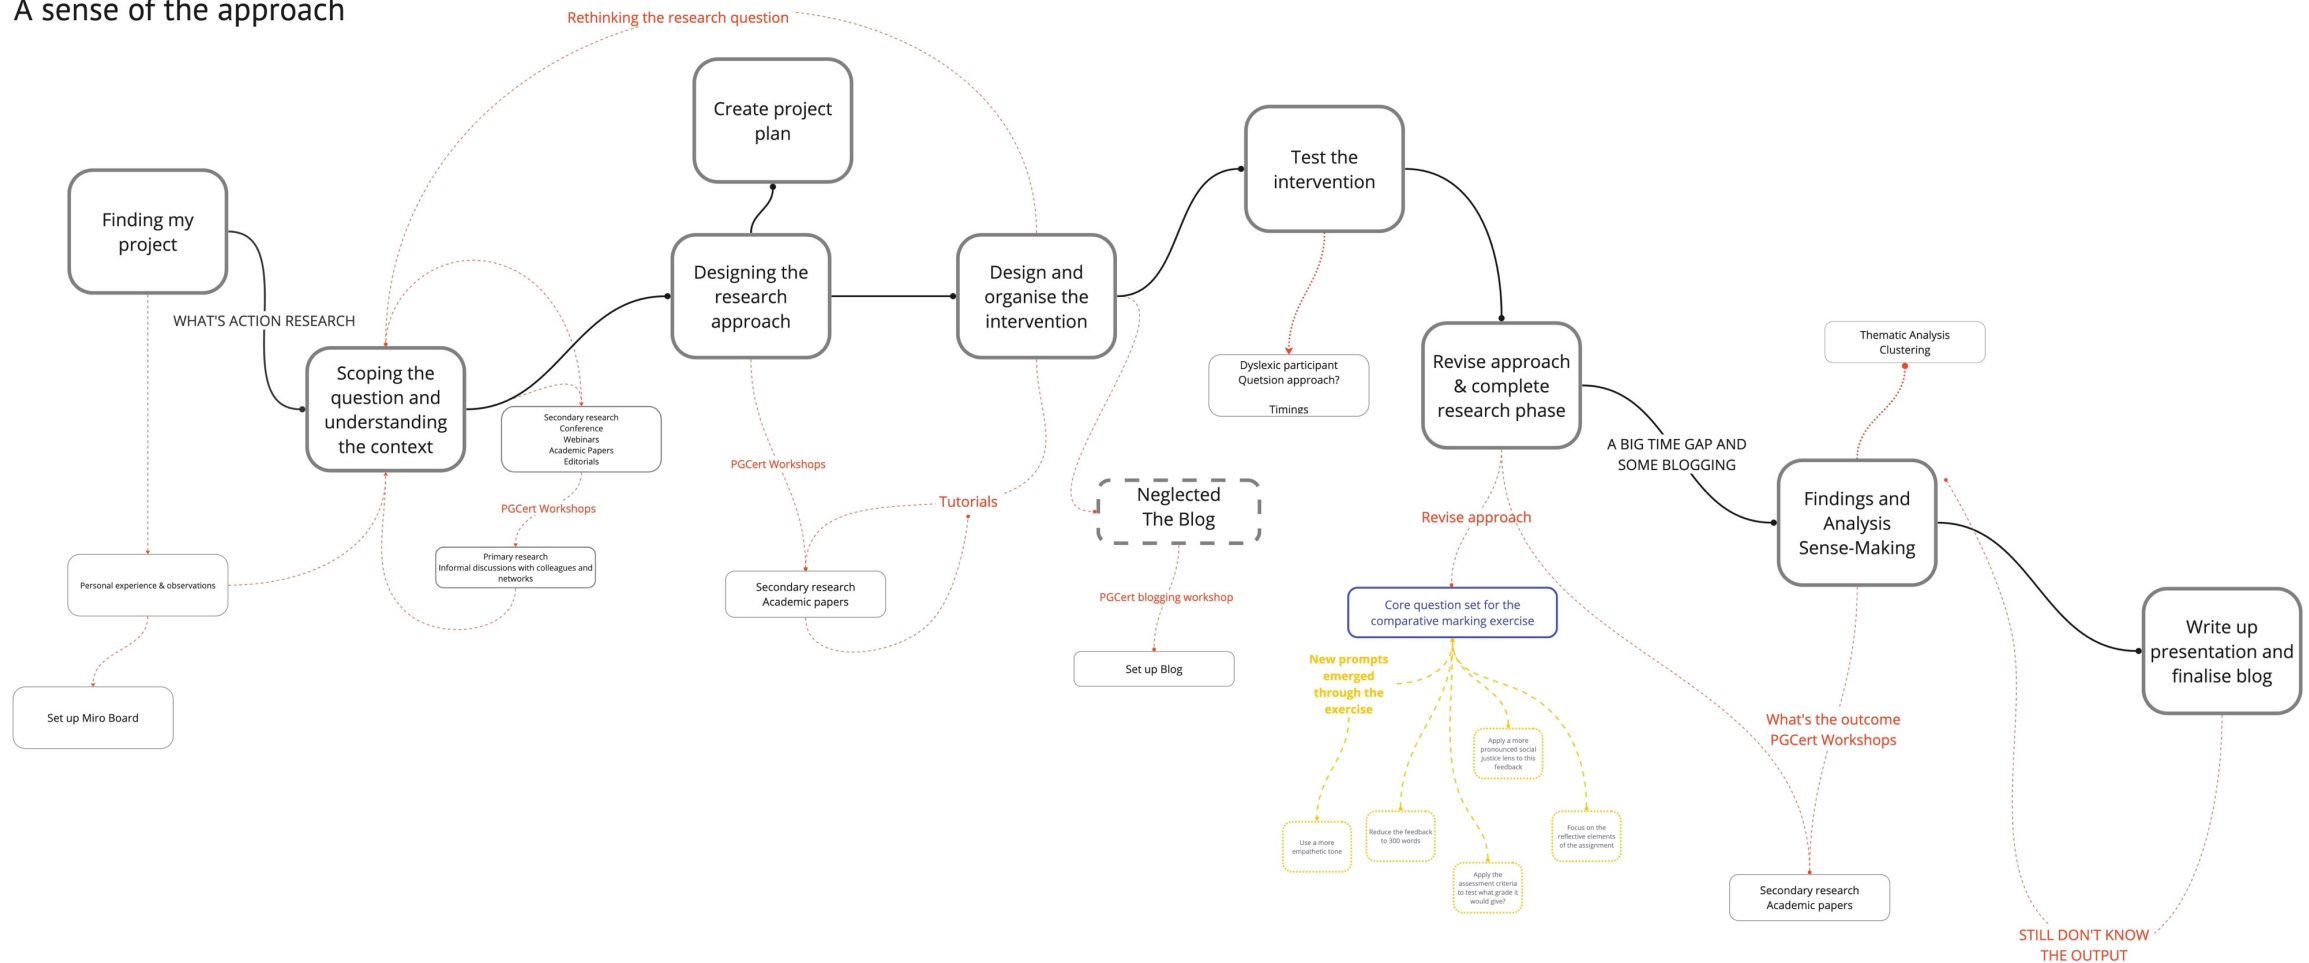 A sense of the approach
Rethinking the research question
Create project
plan
Test the
intervention
Finding my
project
Designing the
research
approach
Design and
organise the
intervention
WHAT'S ACTION RESEARCH
Scoping the
question and
understanding
the context
Secondary research
Conference
Webinars
Academic Papers
Editorials
PGCert Workshops
Primary research
Informal discussions with colleagues and
networks
Personal experience & observations
Set up Miro Board
PGCert Workshops
Tutorials
Secondary research
Academic papers
Neglected
The Blog
PGCert blogging workshop
Set up Blog
Dyslexic participant
Quetsion approach?
Timings
Revise approach
& complete
research phase
Revise approach
Core question set for the
comparative marking exercise
New prompts
emerged
through the
exercise
Apply a more
pronounced social
justice lens to this
feedback
Use a more
empathetic tone
Reduce the feedback
to 300 words
Focus on the
reflective elements
of the assignment
Apply the
assessment criteria
to test what grade it
would give?
A BIG TIME GAP AND
SOME BLOGGING
Thematic Analysis
Clustering
Findings and
Analysis
Sense-Making
What's the outcome
PGCert Workshops
Secondary research
Academic papers
Write up
presentation and
finalise blog
STILL DON'T KNOW
THE OUTPUT